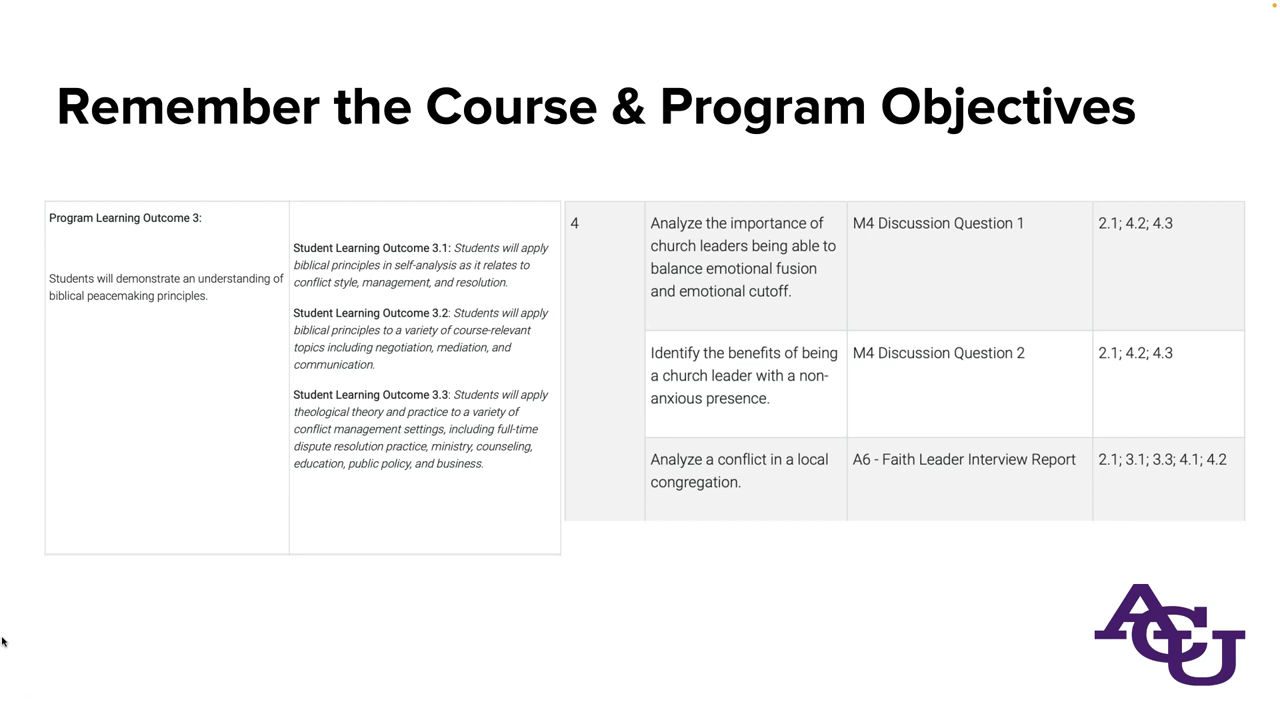 Remember the Course & Program Objectives
Program Learning Outcome 3:
Students will demonstrate an understanding of
biblical peacemaking principles.
Student Learning Outcome 3.1: Students will apply
biblical principles in self-analysis as it relates to
conflict style, management, and resolution.
Student Learning Outcome 3.2: Students will apply
biblical principles to a variety of course-relevant
topics including negotiation, mediation, and
communication.
Student Learning Outcome 3.3: Students will apply
theological theory and practice to a variety of
conflict management settings, including full-time
dispute resolution practice, ministry, counseling,
education, public policy, and business.
4
Analyze the importance of
church leaders being able to
balance emotional fusion
and emotional cutoff.
M4 Discussion Question 1
2.1; 4.2; 4.3
Identify the benefits of being
a church leader with a non-
anxious presence.
M4 Discussion Question 2
2.1; 4.2; 4.3
Analyze a conflict in a local
congregation.
A6 - Faith Leader Interview Report
2.1; 3.1; 3.3; 4.1; 4.2
ACU